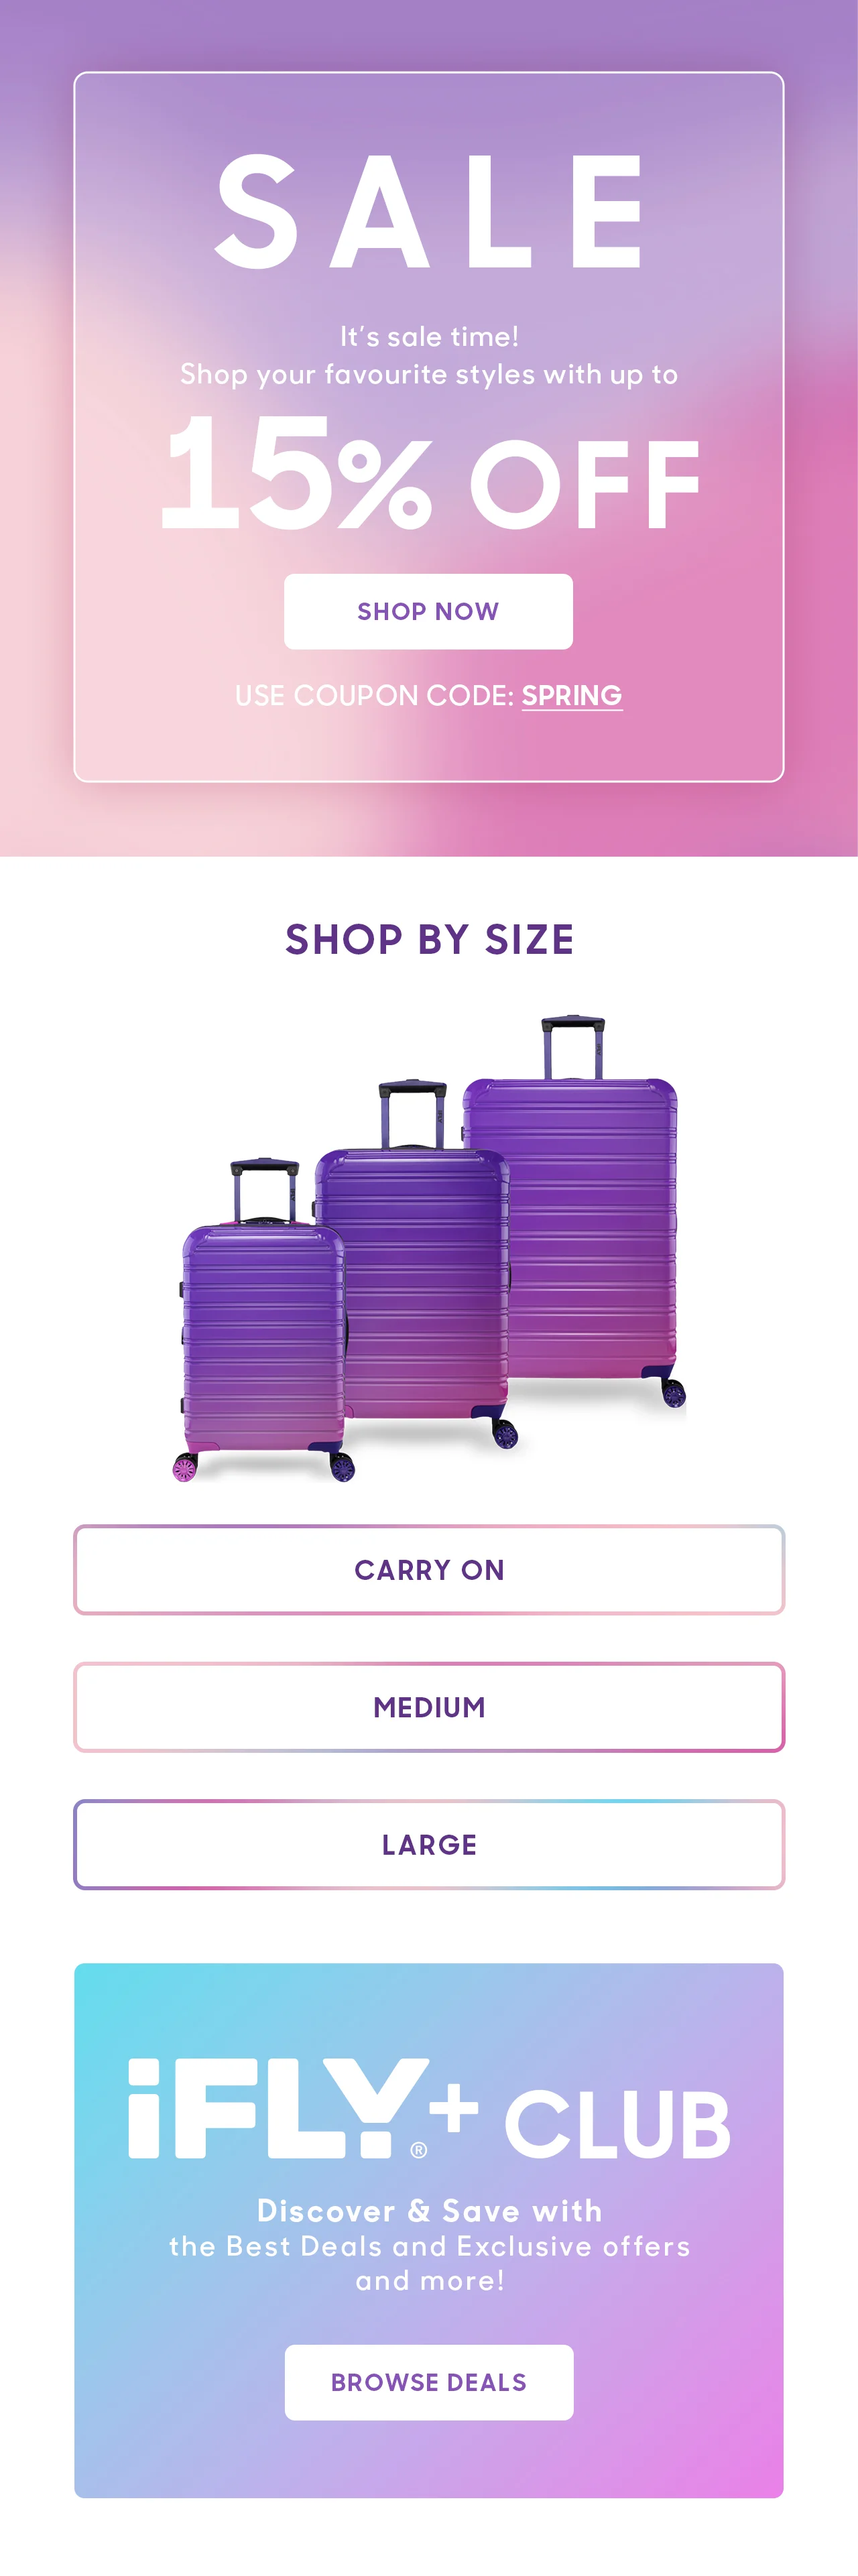 SALE
It's sale time!
Shop your favourite styles with up to
15% OFF
SHOP NOW
USE COUPON CODE: SPRING
SHOP BY SIZE
CARRY ON
MEDIUM
LARGE
iFLY®+ CLUB
Discover & Save with
the Best Deals and Exclusive offers
and more!
BROWSE DEALS